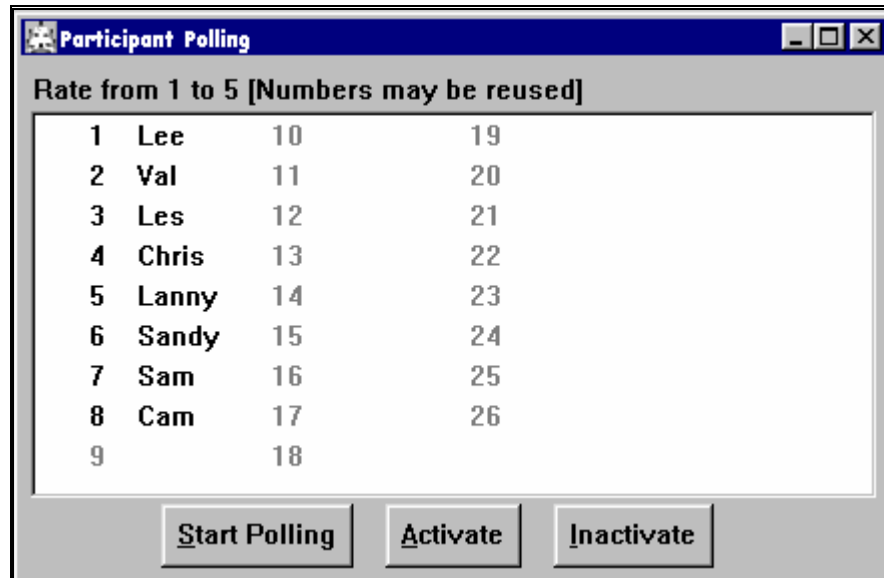 Participant Polling
Rate from 1 to 5 [Numbers may be reused]
1 Lee 10 19
2 Val 11 20
3 Les 12 21
4 Chris 13 22
5 Lanny 14 23
6 Sandy 15 24
7 Sam 16 25
8 Cam 17 26
9 18
Start Polling Activate Inactivate